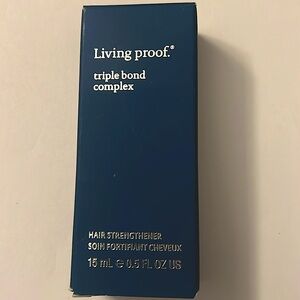 Living proof.®
triple bond
complex
HAIR STRENGTHENER
SOIN FORTIFIANT CHEVEUX
15 mL ℮ 0.5 FL OZ US